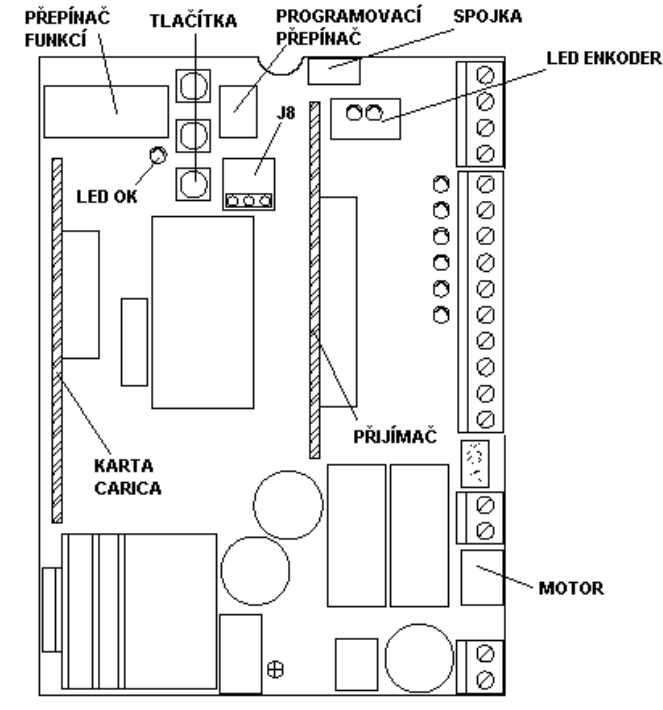 PŘEPÍNAČ
FUNKCÍ
TLAČÍTKA
PROGRAMOVACÍ
PŘEPÍNAČ
SPOJKA
LED ENKODER
J8
LED OK
PŘIJÍMAČ
KARTA
CARICA
MOTOR